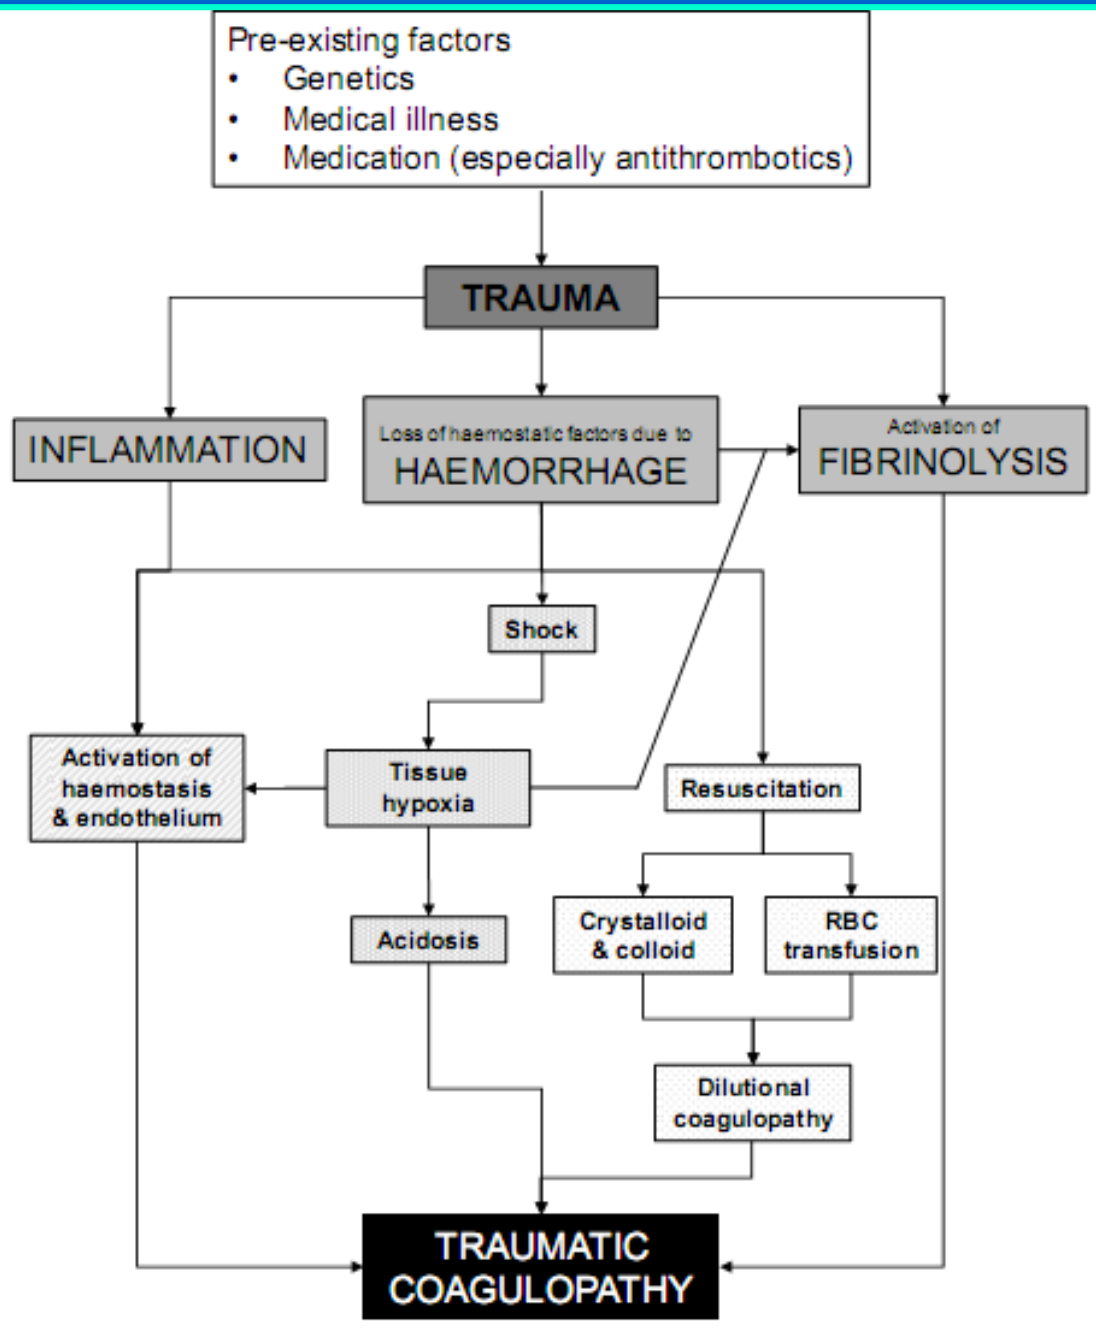 Pre-existing factors
• Genetics
• Medical illness
• Medication (especially antithrombotics)
TRAUMA
INFLAMMATION
Loss of haemostatic factors due to
HAEMORRHAGE
Activation of
FIBRINOLYSIS
Shock
Activation of
haemostasis
& endothelium
Tissue
hypoxia
Resuscitation
Acidosis
Crystalloid
& colloid
RBC
transfusion
Dilutional
coagulopathy
TRAUMATIC
COAGULOPATHY